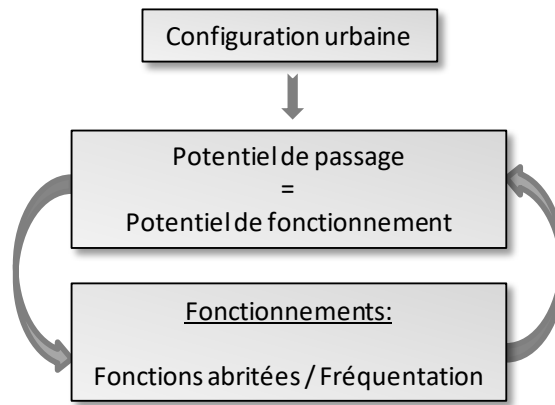 Configuration urbaine
Potentiel de passage
=
Potentiel de fonctionnement
Fonctionnements:
Fonctions abritées / Fréquentation